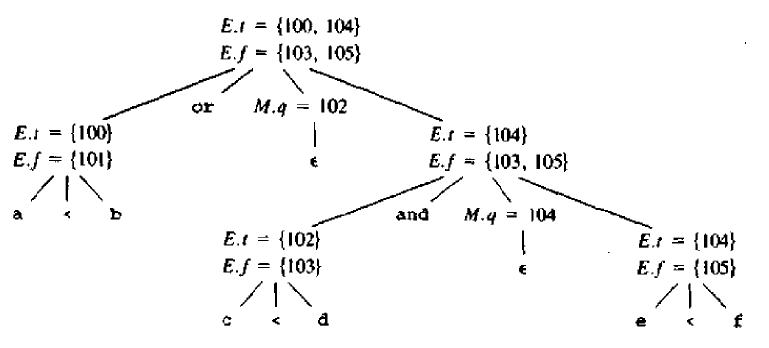 E.t = {100, 104}
E.f = {103, 105}
or M.q = 102
E.t = {100}
E.f = {101}
ϵ
E.t = {104}
E.f = {103, 105}
a < b
and M.q = 104
E.t = {102}
E.f = {103}
ϵ
E.t = {104}
E.f = {105}
c < d
e < f